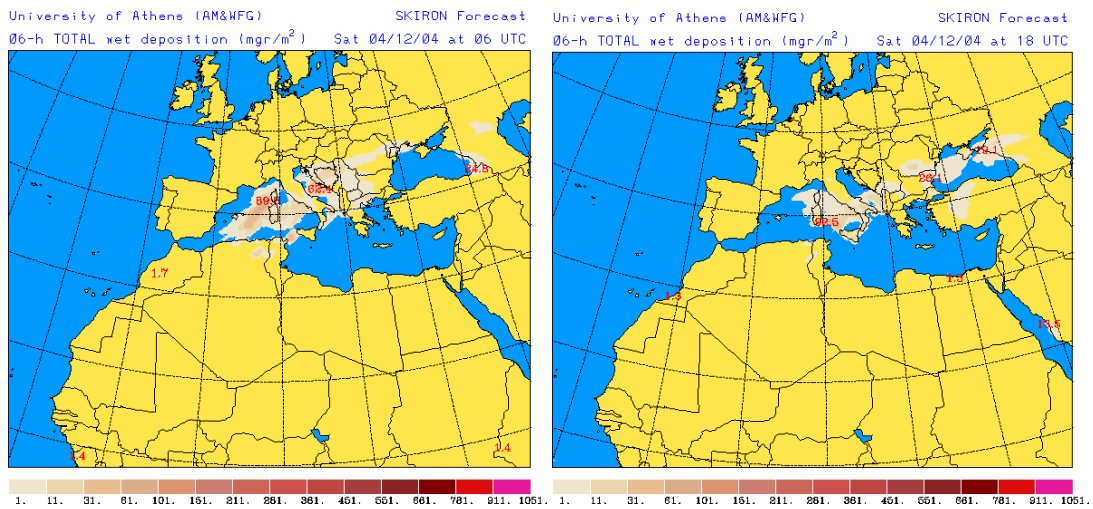 University of Athens (AM&WFG) SKIRON Forecast
06-h TOTAL wet deposition (mgr/m²) Sat 04/12/04 at 06 UTC
62.4
1.7
1.4
1.4
1. 11. 31. 61. 101. 151. 211. 281. 361. 451. 551. 661. 781. 911. 1051.
University of Athens (AM&WFG) SKIRON Forecast
06-h TOTAL wet deposition (mgr/m²) Sat 04/12/04 at 18 UTC
92.5
1.3
13.5
1. 11. 31. 61. 101. 151. 211. 281. 361. 451. 551. 661. 781. 911. 1051.